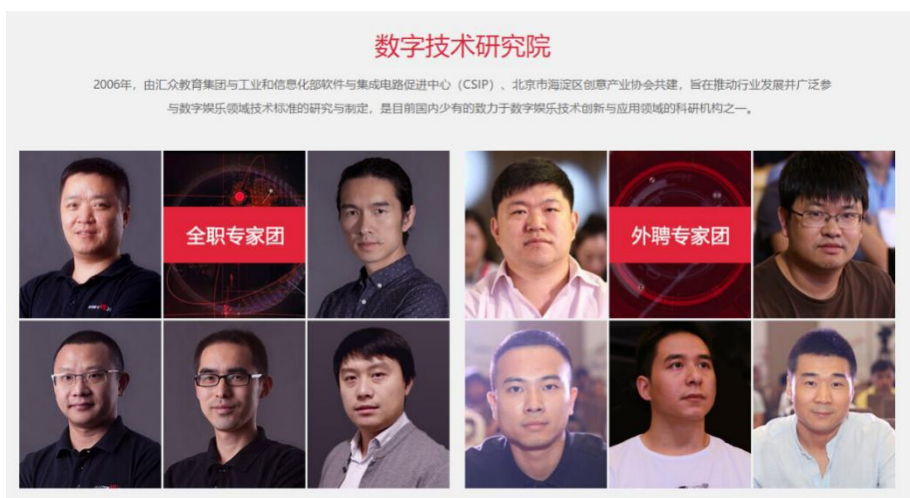 数字技术研究院
2006年，由汇众教育集团与工业和信息化部软件与集成电路促进中心（CSIP）、北京市海淀区创意产业协会共建，旨在推动行业发展并广泛参
与数字娱乐领域技术标准的研究与制定，是目前国内少有的致力于数字娱乐技术创新与应用领域的科研机构之一。
全职专家团
外聘专家团